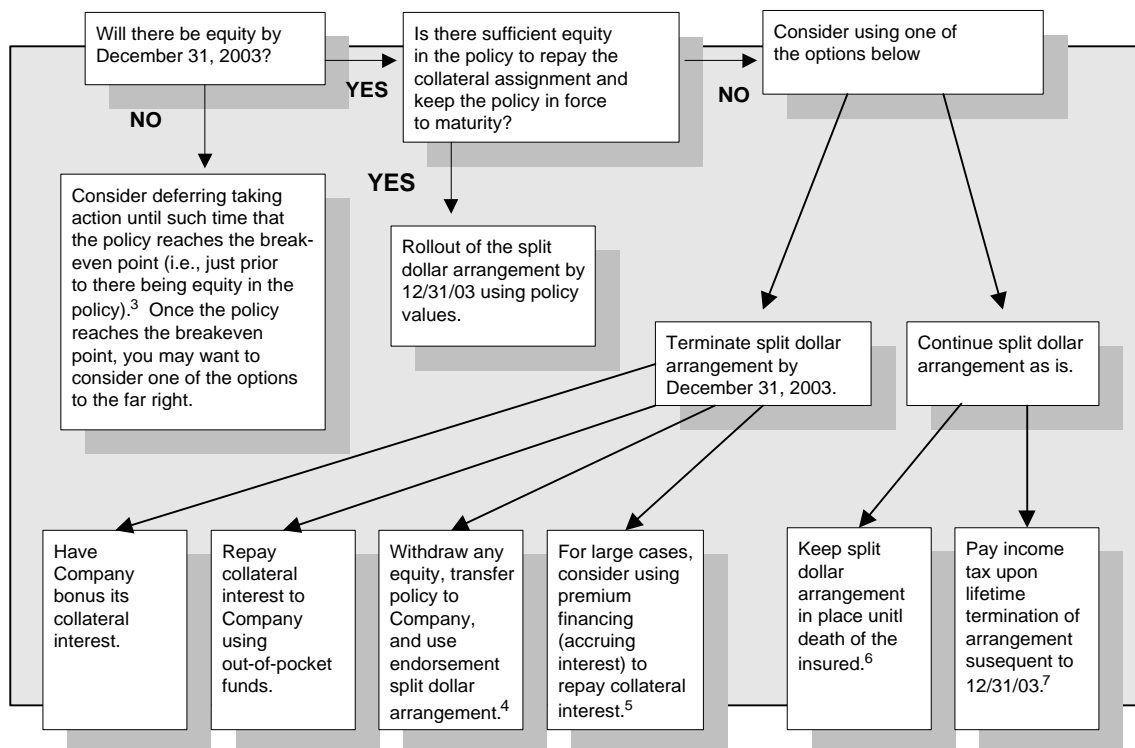 Will there be equity by
December 31, 2003?
YES
NO
Is there sufficient equity
in the policy to repay the
collateral assignment and
keep the policy in force
to maturity?
NO
YES
Consider using one of
the options below
Consider deferring taking
action until such time that
the policy reaches the break-
even point (i.e., just prior
to there being equity in the
policy).3 Once the policy
reaches the breakeven
point, you may want to
consider one of the options
to the far right.
Rollout of the split
dollar arrangement by
12/31/03 using policy
values.
Terminate split dollar
arrangement by
December 31, 2003.
Continue split dollar
arrangement as is.
Have
Company
bonus its
collateral
interest.
Repay
collateral
interest to
Company
using
out-of-pocket
funds.
Withdraw any
equity, transfer
policy to
Company,
and use
endorsement
split dollar
arrangement.4
For large cases,
consider using
premium
financing
(accruing
interest) to
repay collateral
interest.5
Keep split
dollar
arrangement
in place unitl
death of the
insured.6
Pay income
tax upon
lifetime
termination of
arrangement
susequent to
12/31/03.7